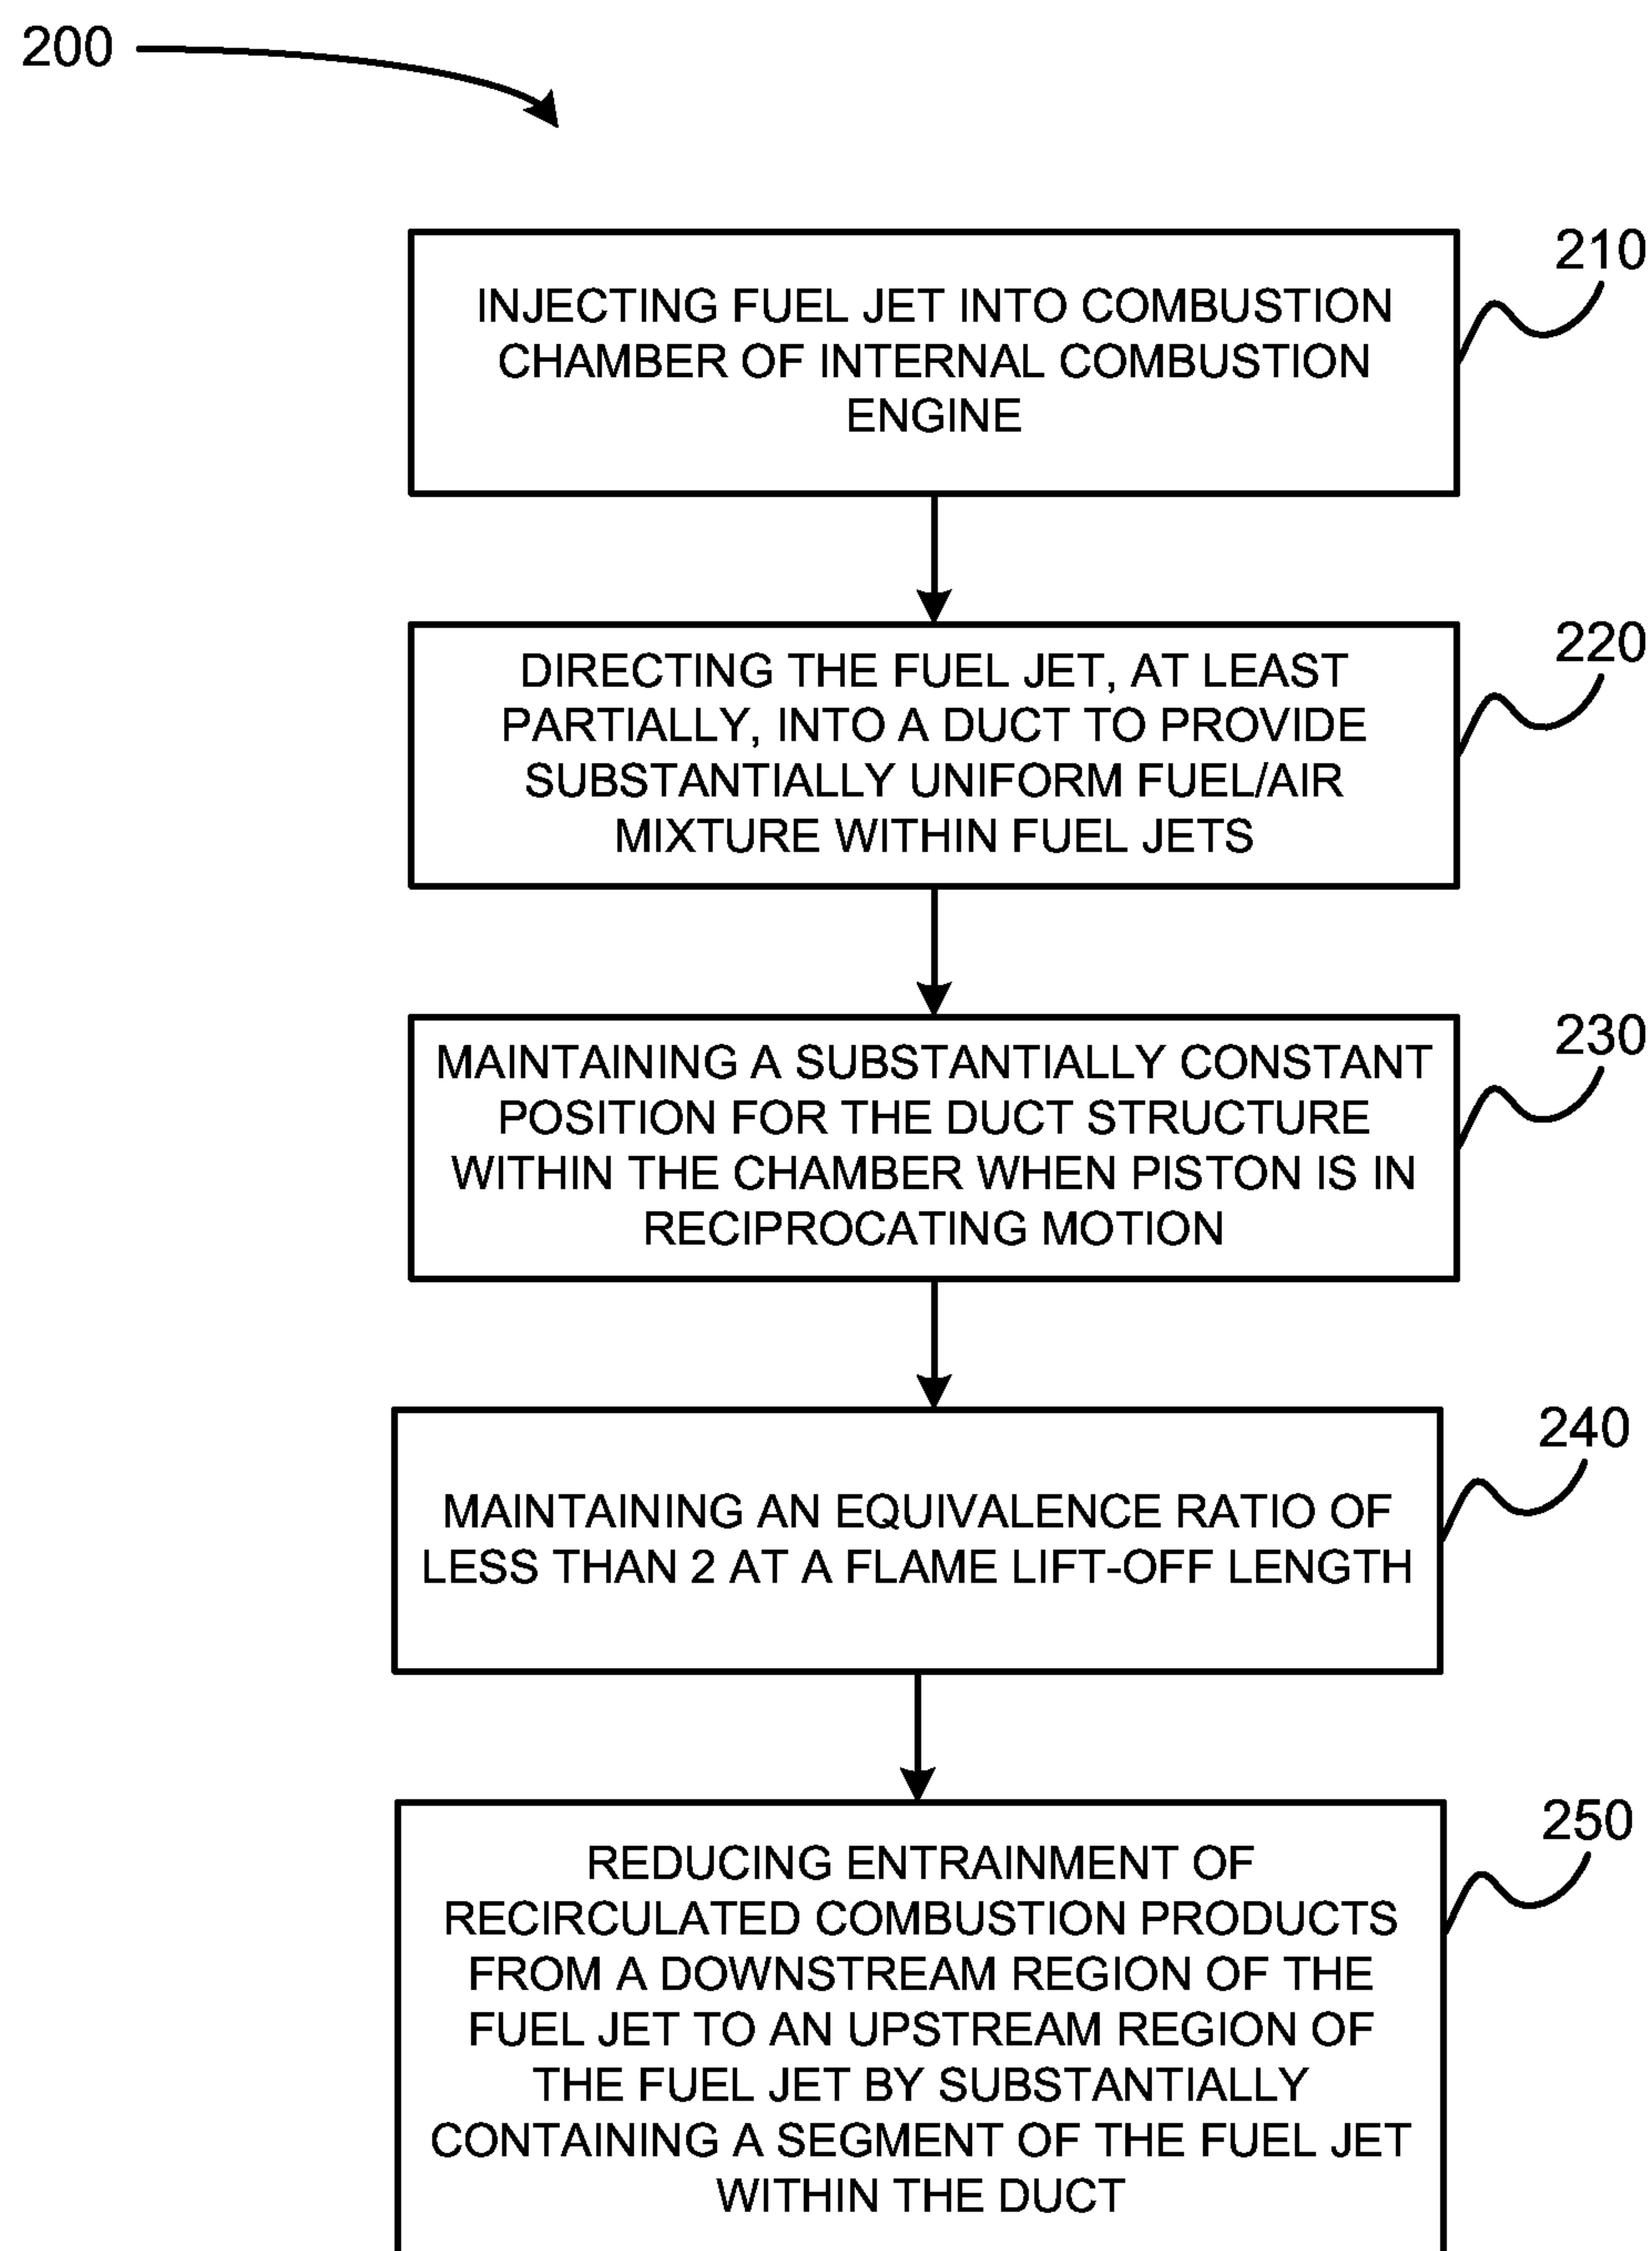 200
210
INJECTING FUEL JET INTO COMBUSTION
CHAMBER OF INTERNAL COMBUSTION
ENGINE
220
DIRECTING THE FUEL JET, AT LEAST
PARTIALLY, INTO A DUCT TO PROVIDE
SUBSTANTIALLY UNIFORM FUEL/AIR
MIXTURE WITHIN FUEL JETS
230
MAINTAINING A SUBSTANTIALLY CONSTANT
POSITION FOR THE DUCT STRUCTURE
WITHIN THE CHAMBER WHEN PISTON IS IN
RECIPROCATING MOTION
240
MAINTAINING AN EQUIVALENCE RATIO OF
LESS THAN 2 AT A FLAME LIFT-OFF LENGTH
250
REDUCING ENTRAINMENT OF
RECIRCULATED COMBUSTION PRODUCTS
FROM A DOWNSTREAM REGION OF THE
FUEL JET TO AN UPSTREAM REGION OF
THE FUEL JET BY SUBSTANTIALLY
CONTAINING A SEGMENT OF THE FUEL JET
WITHIN THE DUCT